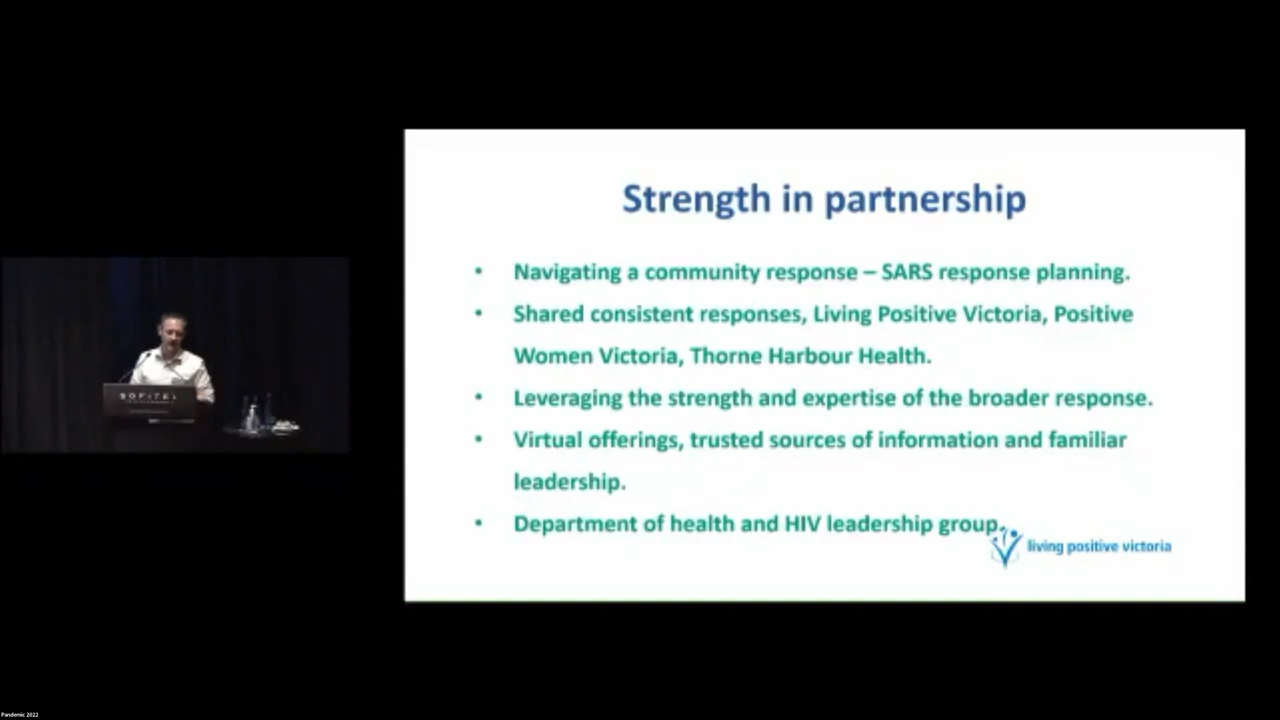 Strength in partnership
• Navigating a community response – SARS response planning.
• Shared consistent responses, Living Positive Victoria, Positive
Women Victoria, Thorne Harbour Health.
• Leveraging the strength and expertise of the broader response.
• Virtual offerings, trusted sources of information and familiar
leadership.
• Department of health and HIV leadership group.
living positive victoria
SOFITEL
Pandemic 2022